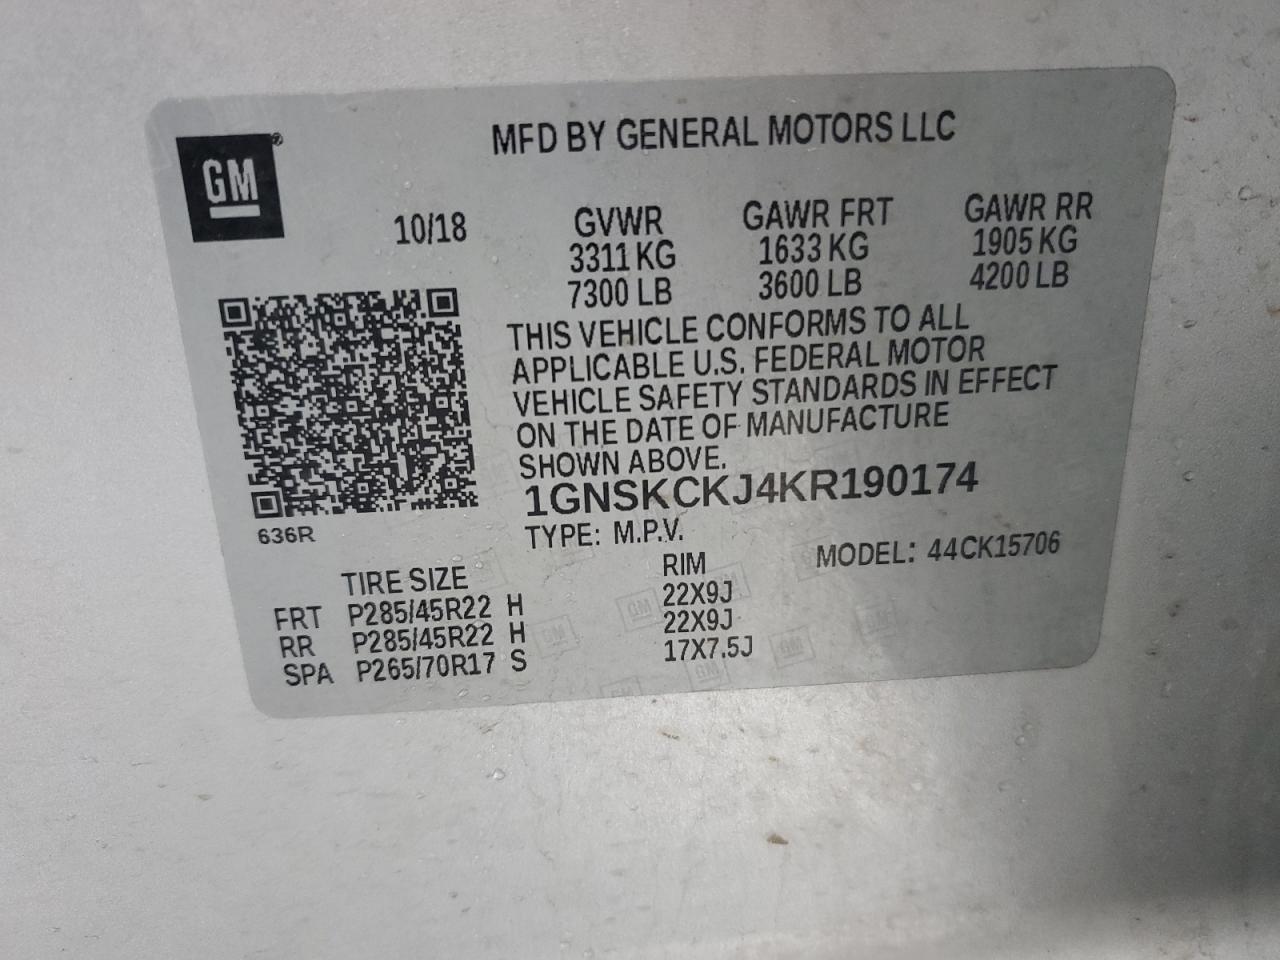 MFD BY GENERAL MOTORS LLC
GM®
10/18 GVWR GAWR FRT GAWR RR
3311 KG 1633 KG 1905 KG
7300 LB 3600 LB 4200 LB
THIS VEHICLE CONFORMS TO ALL
APPLICABLE U.S. FEDERAL MOTOR
VEHICLE SAFETY STANDARDS IN EFFECT
ON THE DATE OF MANUFACTURE
SHOWN ABOVE.
1GNSKCKJ4KR190174
636R
TYPE: M.P.V. MODEL: 44CK15706
TIRE SIZE RIM
FRT P285/45R22 H 22X9J
RR P285/45R22 H 22X9J
SPA P265/70R17 S 17X7.5J